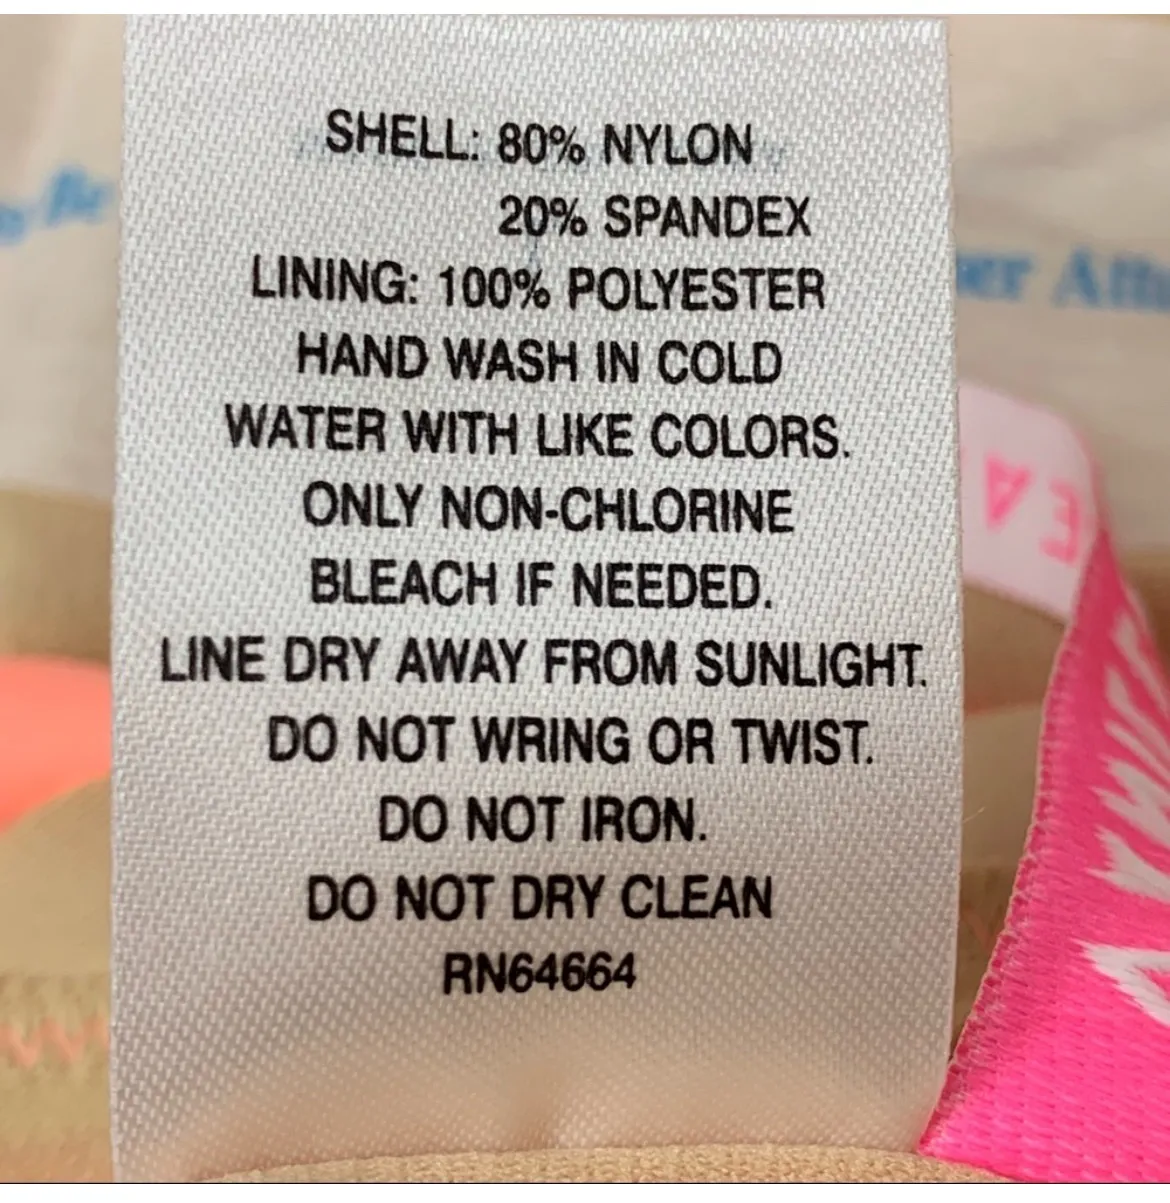 SHELL: 80% NYLON
20% SPANDEX
LINING: 100% POLYESTER
HAND WASH IN COLD
WATER WITH LIKE COLORS.
ONLY NON-CHLORINE
BLEACH IF NEEDED.
LINE DRY AWAY FROM SUNLIGHT.
DO NOT WRING OR TWIST.
DO NOT IRON.
DO NOT DRY CLEAN
RN64664